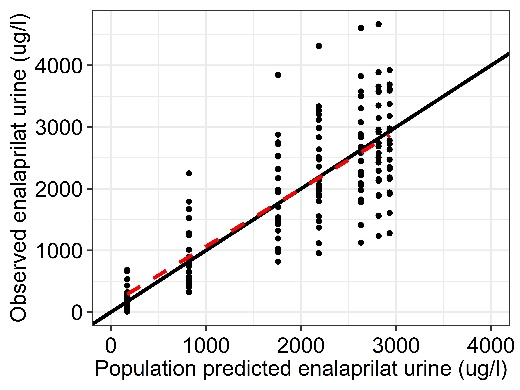 Observed enalaprilat urine (ug/l)
4000
3000
2000
1000
0
0 1000 2000 3000 4000
Population predicted enalaprilat urine (ug/l)